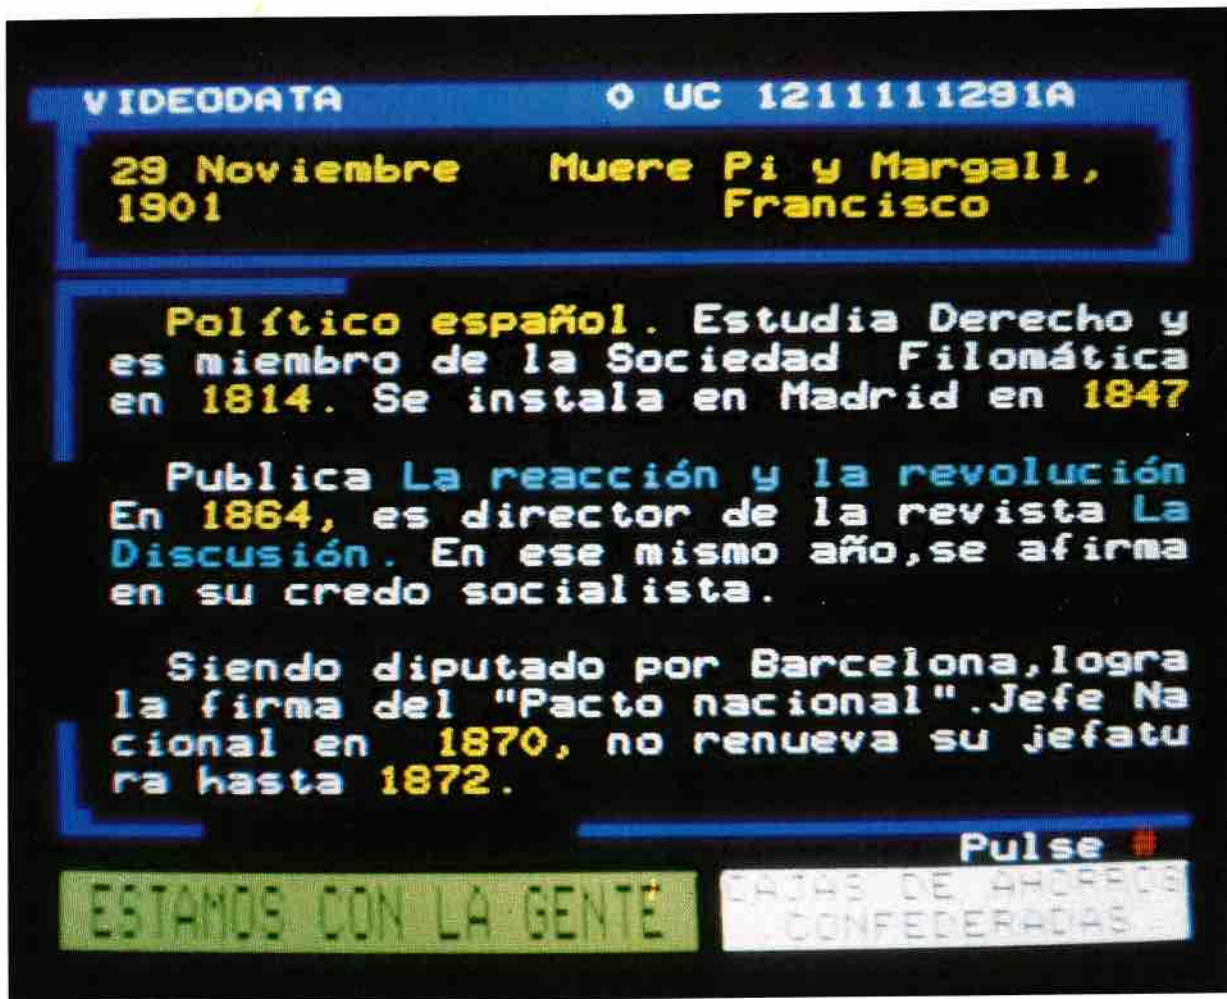 VIDEODATA 0 UC 1211111291A
29 Noviembre Muere Pi y Margall,
1901 Francisco
Político español. Estudia Derecho y
es miembro de la Sociedad Filomática
en 1814. Se instala en Madrid en 1847
Publica La reacción y la revolución
En 1864, es director de la revista La
Discusión. En ese mismo año,se afirma
en su credo socialista.
Siendo diputado por Barcelona,logra
la firma del "Pacto nacional".Jefe Na
cional en 1870, no renueva su jefatu
ra hasta 1872.
Pulse #
ESTAMOS CON LA GENTE
CAJAS DE AHORROS
CONFEDERADAS